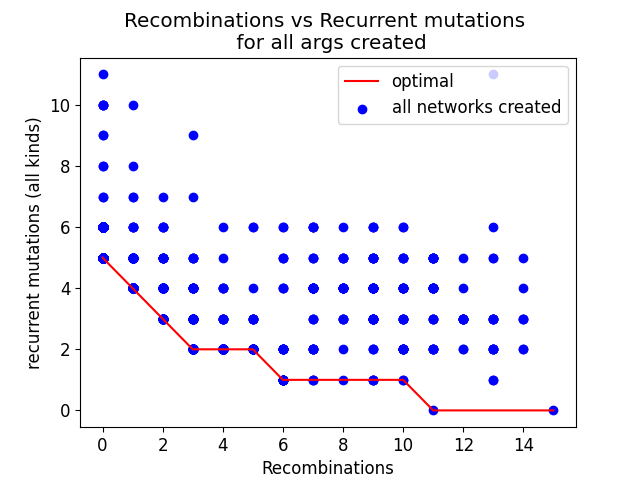 Recombinations vs Recurrent mutations
for all args created
optimal
all networks created
recurrent mutations (all kinds)
10
8
6
4
2
0
0 2 4 6 8 10 12 14
Recombinations